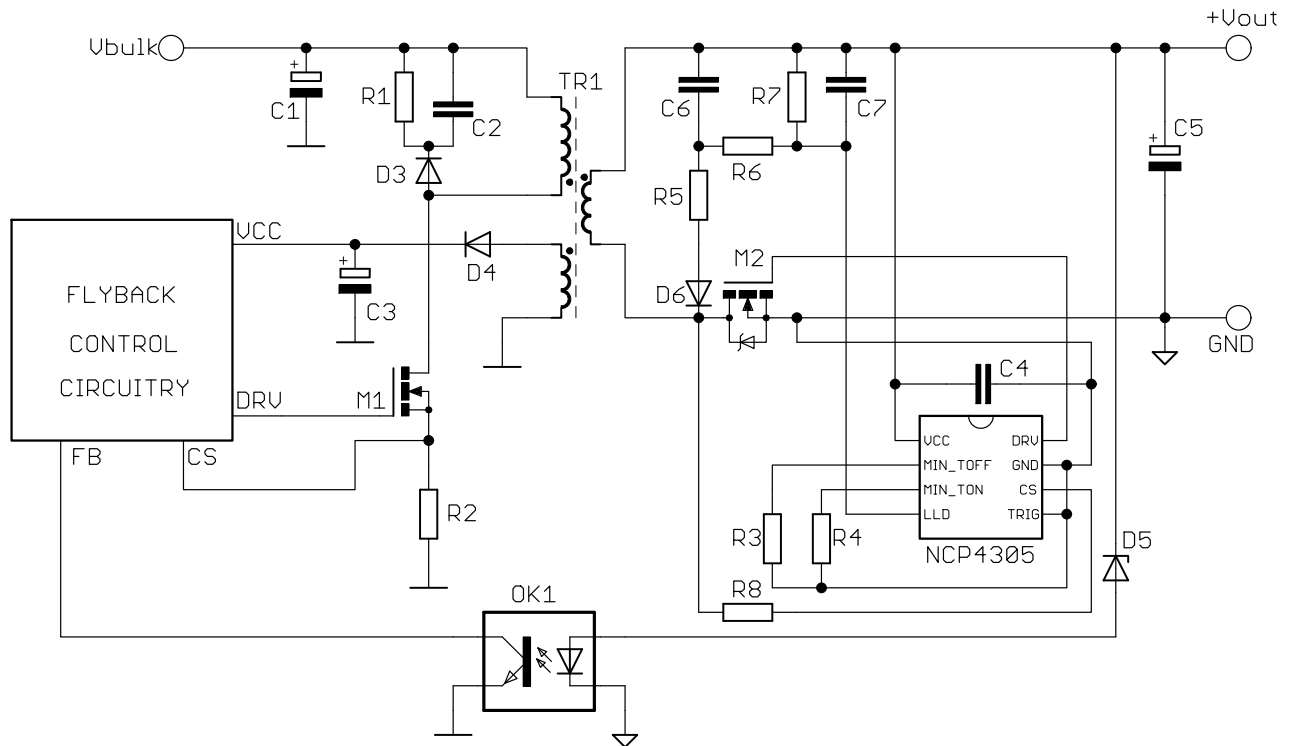 +Vout
Vbulk
TR1
C1
R1
C2
C6
R7
C7
C5
D3
R6
R5
VCC
M2
D4
D6
FLYBACK
C3
CONTROL
GND
CIRCUITRY
C4
DRV
M1
FB
CS
VCC
DRV
MIN_TOFF
GND
MIN_TON
CS
LLD
TRIG
R2
R3
R4
NCP4305
D5
R8
OK1
+
+
+